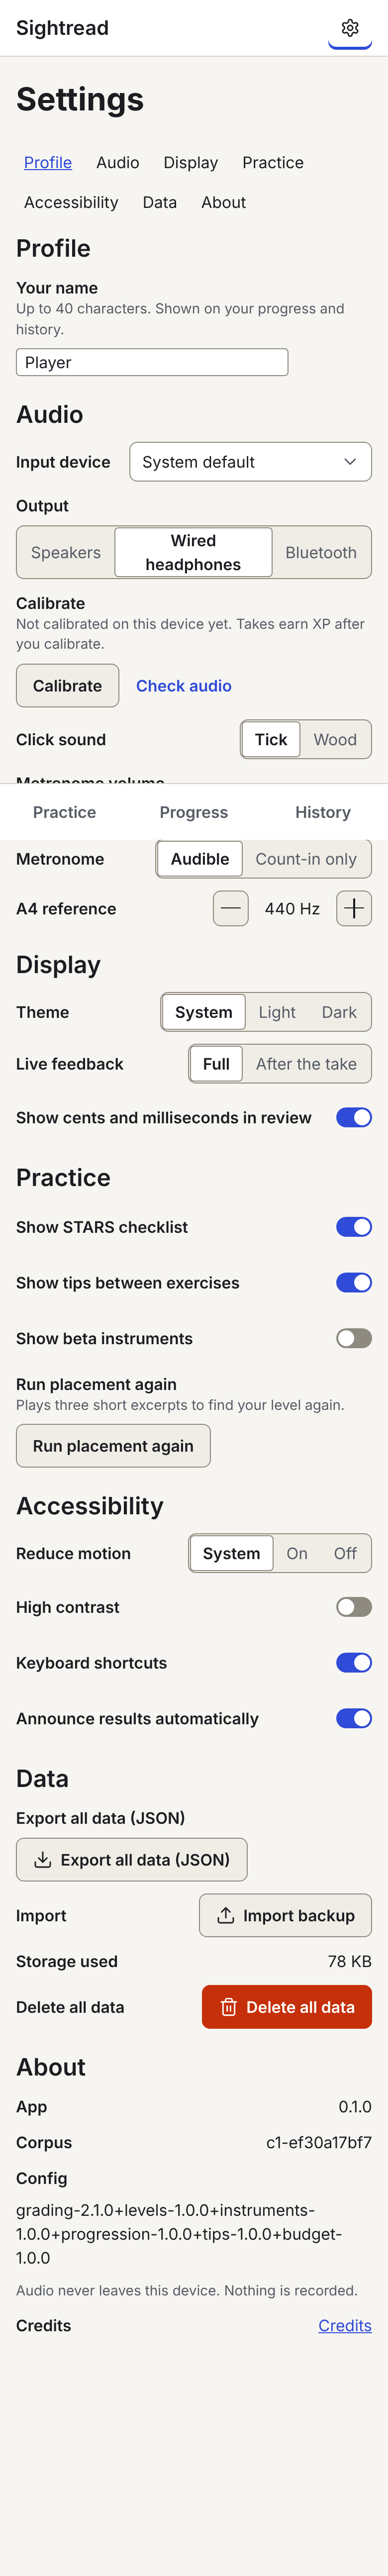 Sightread
Settings
Profile Audio Display Practice
Accessibility Data About
Profile
Your name
Up to 40 characters. Shown on your progress and
history.
Player
Audio
Input device System default
Output
Speakers Wired headphones Bluetooth
Calibrate
Not calibrated on this device yet. Takes earn XP after
you calibrate.
Calibrate Check audio
Click sound Tick Wood
Metronome volume
Practice Progress History
Metronome Audible Count-in only
A4 reference 440 Hz
Display
Theme System Light Dark
Live feedback Full After the take
Show cents and milliseconds in review
Practice
Show STARS checklist
Show tips between exercises
Show beta instruments
Run placement again
Plays three short excerpts to find your level again.
Run placement again
Accessibility
Reduce motion System On Off
High contrast
Keyboard shortcuts
Announce results automatically
Data
Export all data (JSON)
Export all data (JSON)
Import Import backup
Storage used 78 KB
Delete all data Delete all data
About
App 0.1.0
Corpus c1-ef30a17bf7
Config
grading-2.1.0+levels-1.0.0+instruments-
1.0.0+progression-1.0.0+tips-1.0.0+budget-
1.0.0
Audio never leaves this device. Nothing is recorded.
Credits Credits